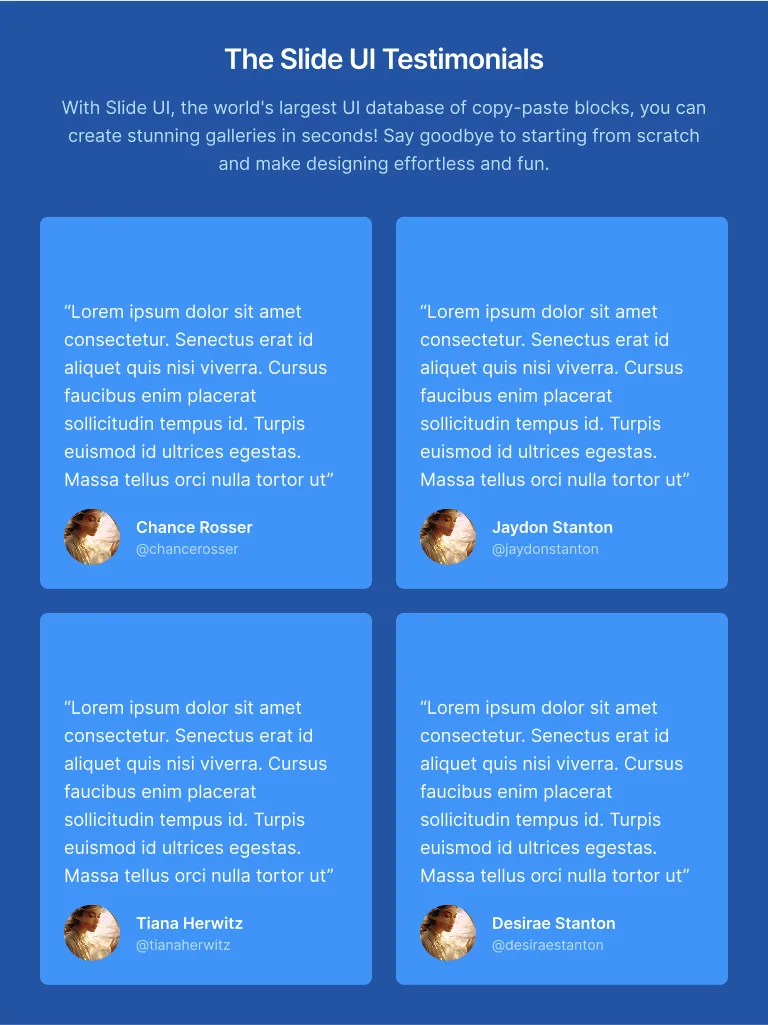 The Slide UI Testimonials
With Slide UI, the world's largest UI database of copy-paste blocks, you can
create stunning galleries in seconds! Say goodbye to starting from scratch
and make designing effortless and fun.
“Lorem ipsum dolor sit amet
consectetur. Senectus erat id
aliquet quis nisi viverra. Cursus
faucibus enim placerat
sollicitudin tempus id. Turpis
euismod id ultrices egestas.
Massa tellus orci nulla tortor ut”
Chance Rosser
@chancerosser
“Lorem ipsum dolor sit amet
consectetur. Senectus erat id
aliquet quis nisi viverra. Cursus
faucibus enim placerat
sollicitudin tempus id. Turpis
euismod id ultrices egestas.
Massa tellus orci nulla tortor ut”
Jaydon Stanton
@jaydonstanton
“Lorem ipsum dolor sit amet
consectetur. Senectus erat id
aliquet quis nisi viverra. Cursus
faucibus enim placerat
sollicitudin tempus id. Turpis
euismod id ultrices egestas.
Massa tellus orci nulla tortor ut”
Tiana Herwitz
@tianaherwitz
“Lorem ipsum dolor sit amet
consectetur. Senectus erat id
aliquet quis nisi viverra. Cursus
faucibus enim placerat
sollicitudin tempus id. Turpis
euismod id ultrices egestas.
Massa tellus orci nulla tortor ut”
Desirae Stanton
@desiraestanton